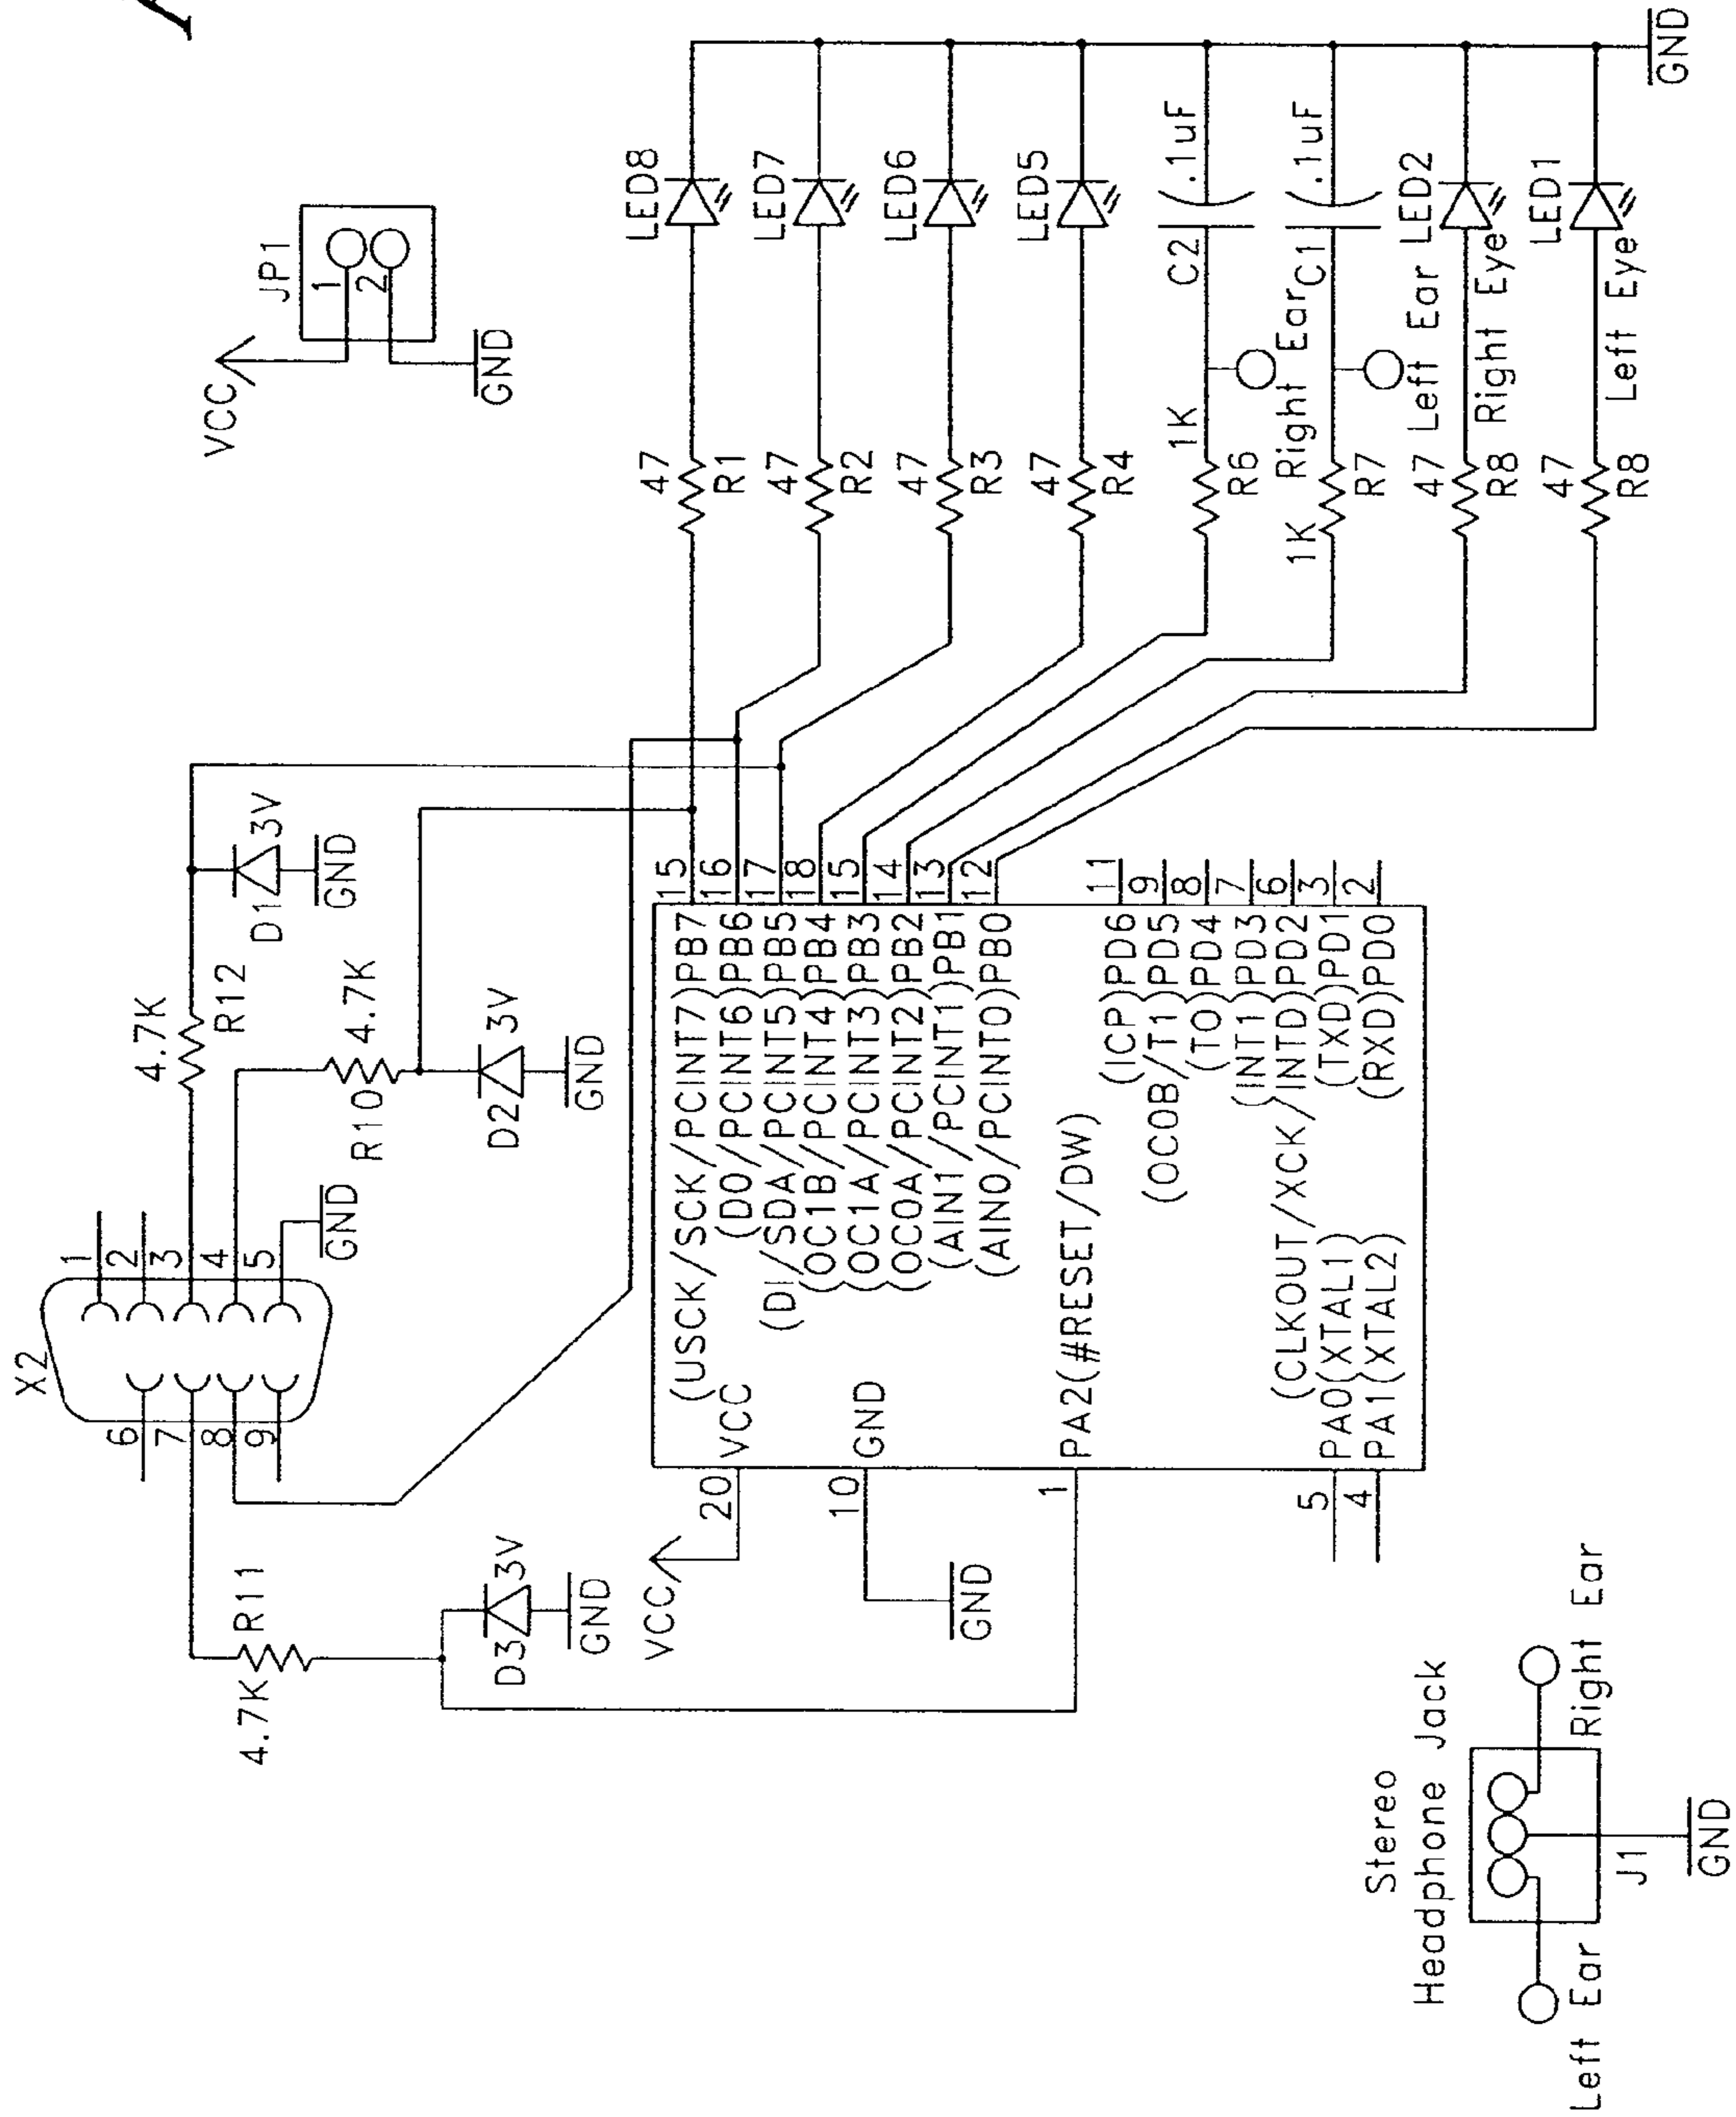 X2
1
2
3
4
5
6
7
8
9
GND
4.7K
R12
D1
3V
GND
R10
4.7K
D2
3V
GND
4.7K
R11
D3
3V
GND
JP1
1
2
VCC
GND
VCC
20
VCC
10
GND
GND
1
PA2(#RESET/DW)
5
PA0(XTAL1)
4
PA1(XTAL2)
(USCK/SCK/PCINT7)PB7
15
(DO/PCINT6)PB6
16
(DI/SDA/PCINT5)PB5
17
(OC1B/PCINT4)PB4
18
(OC1A/PCINT3)PB3
15
(OC0A/PCINT2)PB2
14
(AIN1/PCINT1)PB1
13
(AIN0/PCINT0)PB0
12
(ICP)PD6
11
(OC0B/T1)PD5
9
(TO)PD4
8
(INT1)PD3
7
(CLKOUT/XCK/INTD)PD2
6
(TXD)PD1
3
(RXD)PD0
2
47
R1
LED8
47
R2
LED7
47
R3
LED6
47
R4
LED5
1K
R6
C2
.1uF
Right Ear
1K
R7
C1
.1uF
Left Ear
47
R8
LED2
Right Eye
47
R8
LED1
Left Eye
GND
Stereo
Headphone Jack
Left Ear
Right Ear
J1
GND